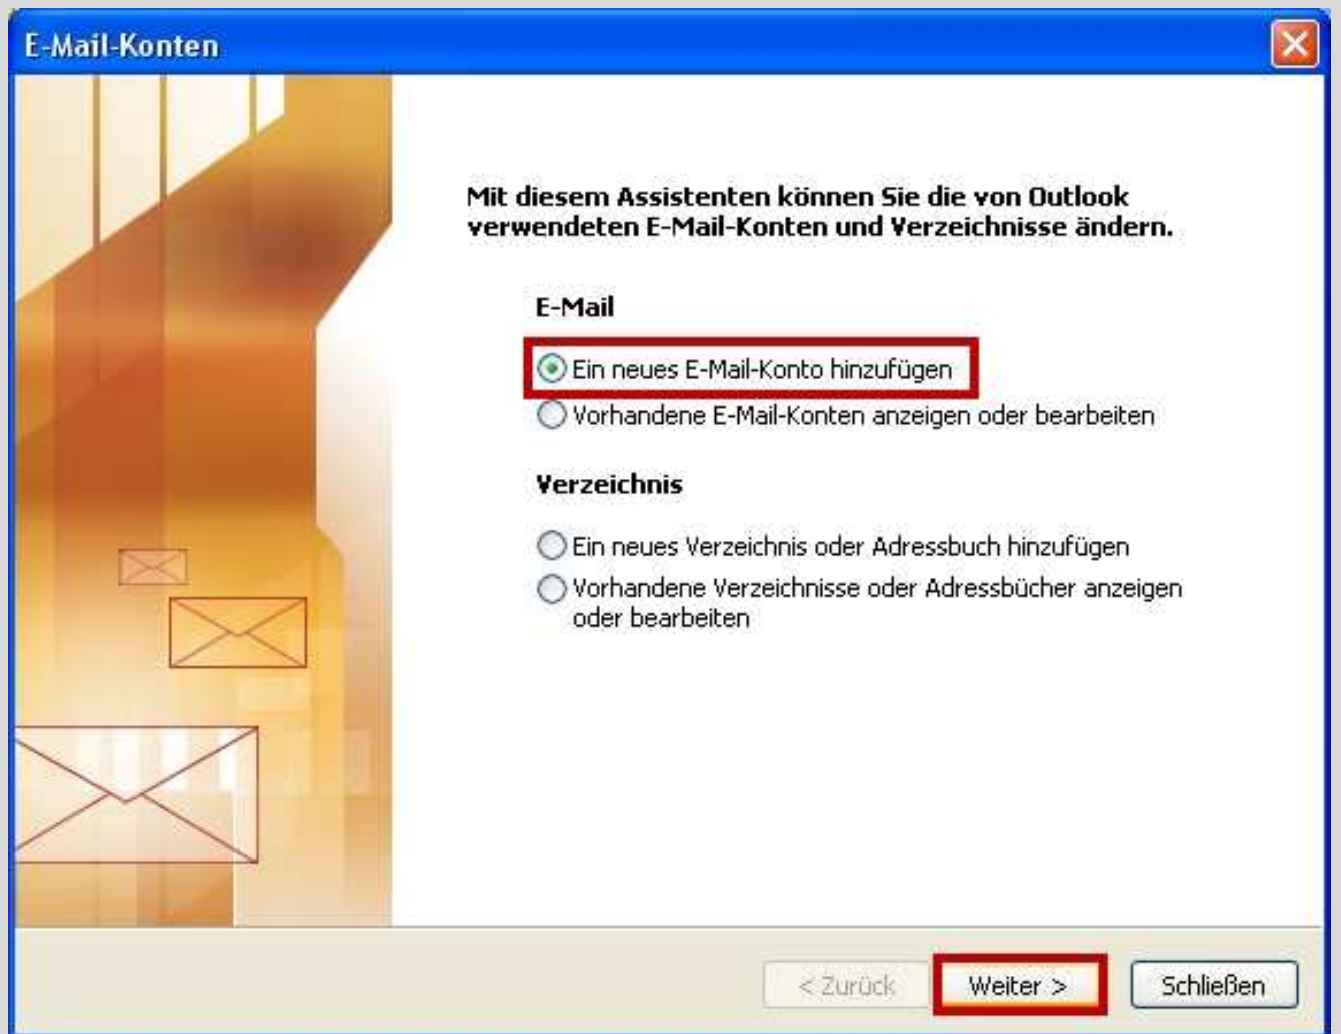 E-Mail-Konten
Mit diesem Assistenten können Sie die von Outlook
verwendeten E-Mail-Konten und Verzeichnisse ändern.
E-Mail
Ein neues E-Mail-Konto hinzufügen
Vorhandene E-Mail-Konten anzeigen oder bearbeiten
Verzeichnis
Ein neues Verzeichnis oder Adressbuch hinzufügen
Vorhandene Verzeichnisse oder Adressbücher anzeigen
oder bearbeiten
< Zurück Weiter > Schließen